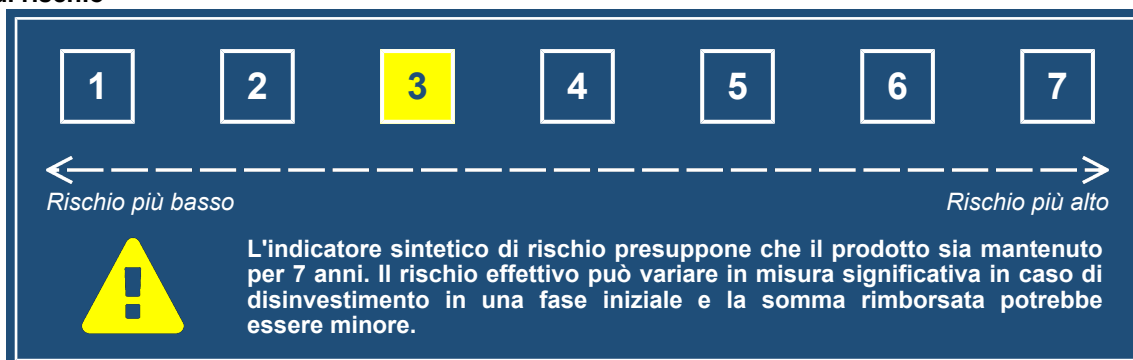 di rischio
1 2 3 4 5 6 7
Rischio più basso Rischio più alto
L'indicatore sintetico di rischio presuppone che il prodotto sia mantenuto
per 7 anni. Il rischio effettivo può variare in misura significativa in caso di
disinvestimento in una fase iniziale e la somma rimborsata potrebbe
essere minore.